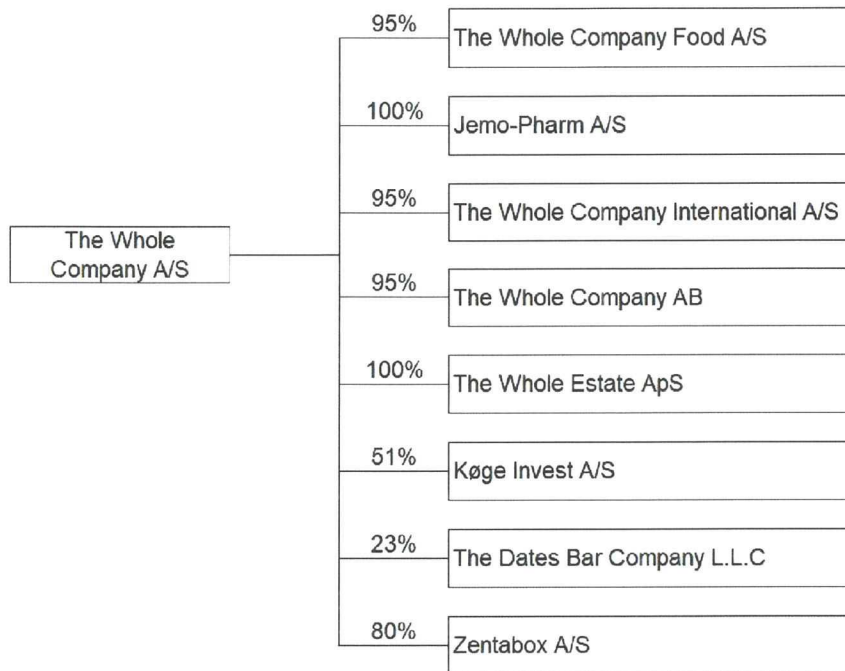 95%
The Whole Company Food A/S
100%
Jemo-Pharm A/S
95%
The Whole Company International A/S
The Whole
Company A/S
95%
The Whole Company AB
100%
The Whole Estate ApS
51%
Køge Invest A/S
23%
The Dates Bar Company L.L.C
80%
Zentabox A/S